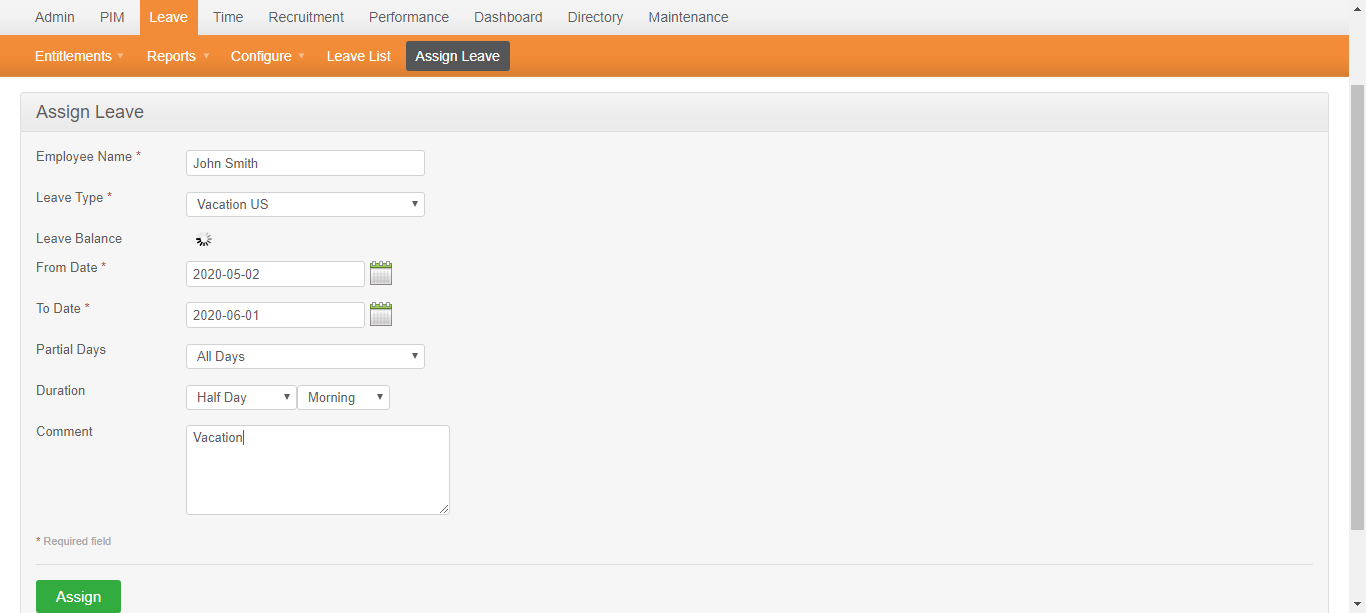 Admin PIM Leave Time Recruitment Performance Dashboard Directory Maintenance
Entitlements Reports Configure Leave List Assign Leave
Assign Leave
Employee Name * John Smith
Leave Type * Vacation US
Leave Balance
From Date * 2020-05-02
To Date * 2020-06-01
Partial Days All Days
Duration Half Day Morning
Comment Vacation
* Required field
Assign